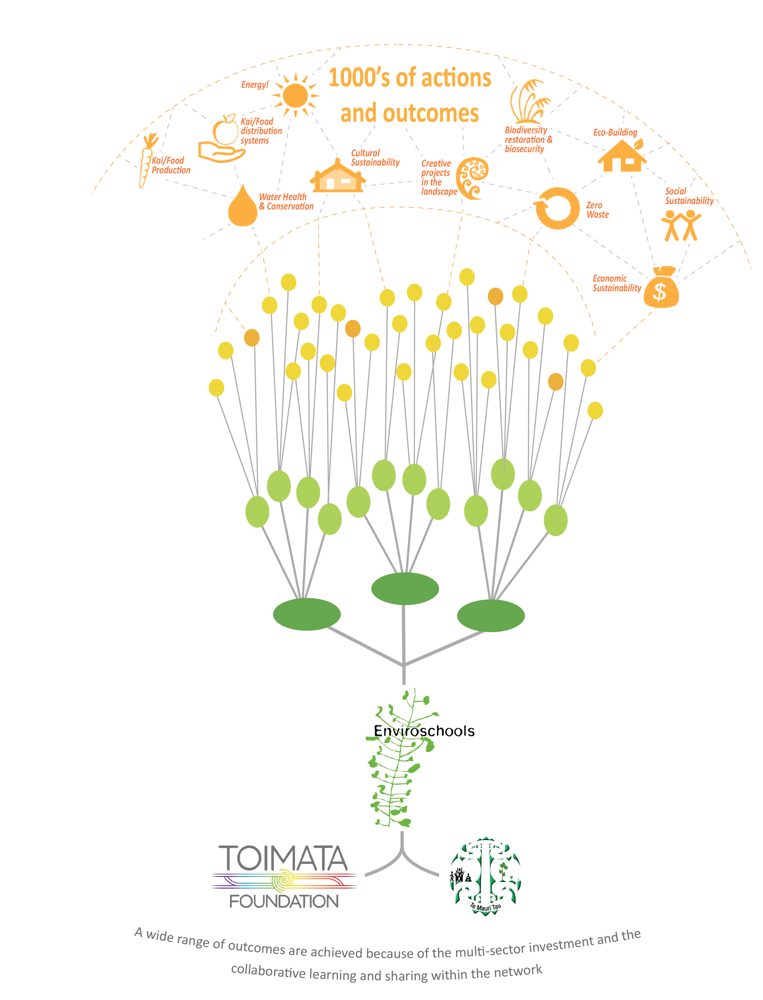 1000's of actions
and outcomes
Energy!
Kai/Food
distribution
systems
Kai/Food
Production
Water Health
& Conservation
Cultural
Sustainability
Creative
projects
in the
landscape
Biodiversity
restoration &
biosecurity
Eco-Building
Zero
Waste
Social
Sustainability
Economic
Sustainability
$
Enviroschools
TOIMATA
FOUNDATION
Te Mauri Tau
A wide range of outcomes are achieved because of the multi-sector investment and the
collaborative learning and sharing within the network